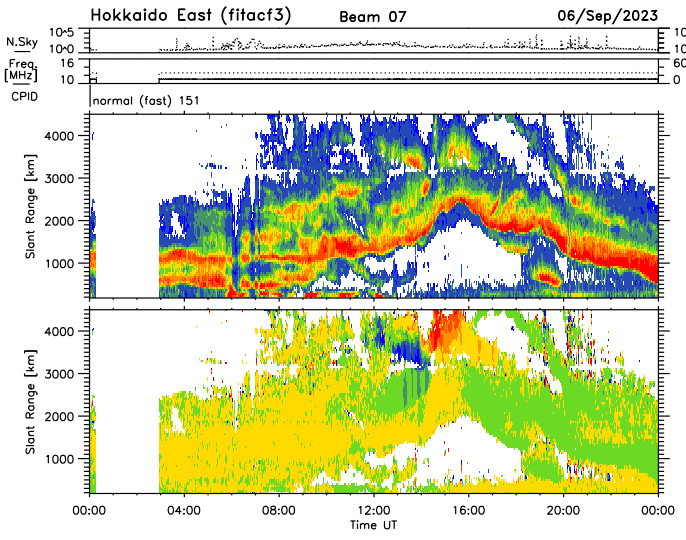 Hokkaido East (fitacf3) Beam 07 06/Sep/2023
N.Sky 10^5 10^0 10 10
Freq. [MHz] 16 10 60 0
CPID normal (fast) 151
Slant Range [km] 4000 3000 2000 1000
Slant Range [km] 4000 3000 2000 1000
00:00 04:00 08:00 12:00 16:00 20:00 00:00
Time UT